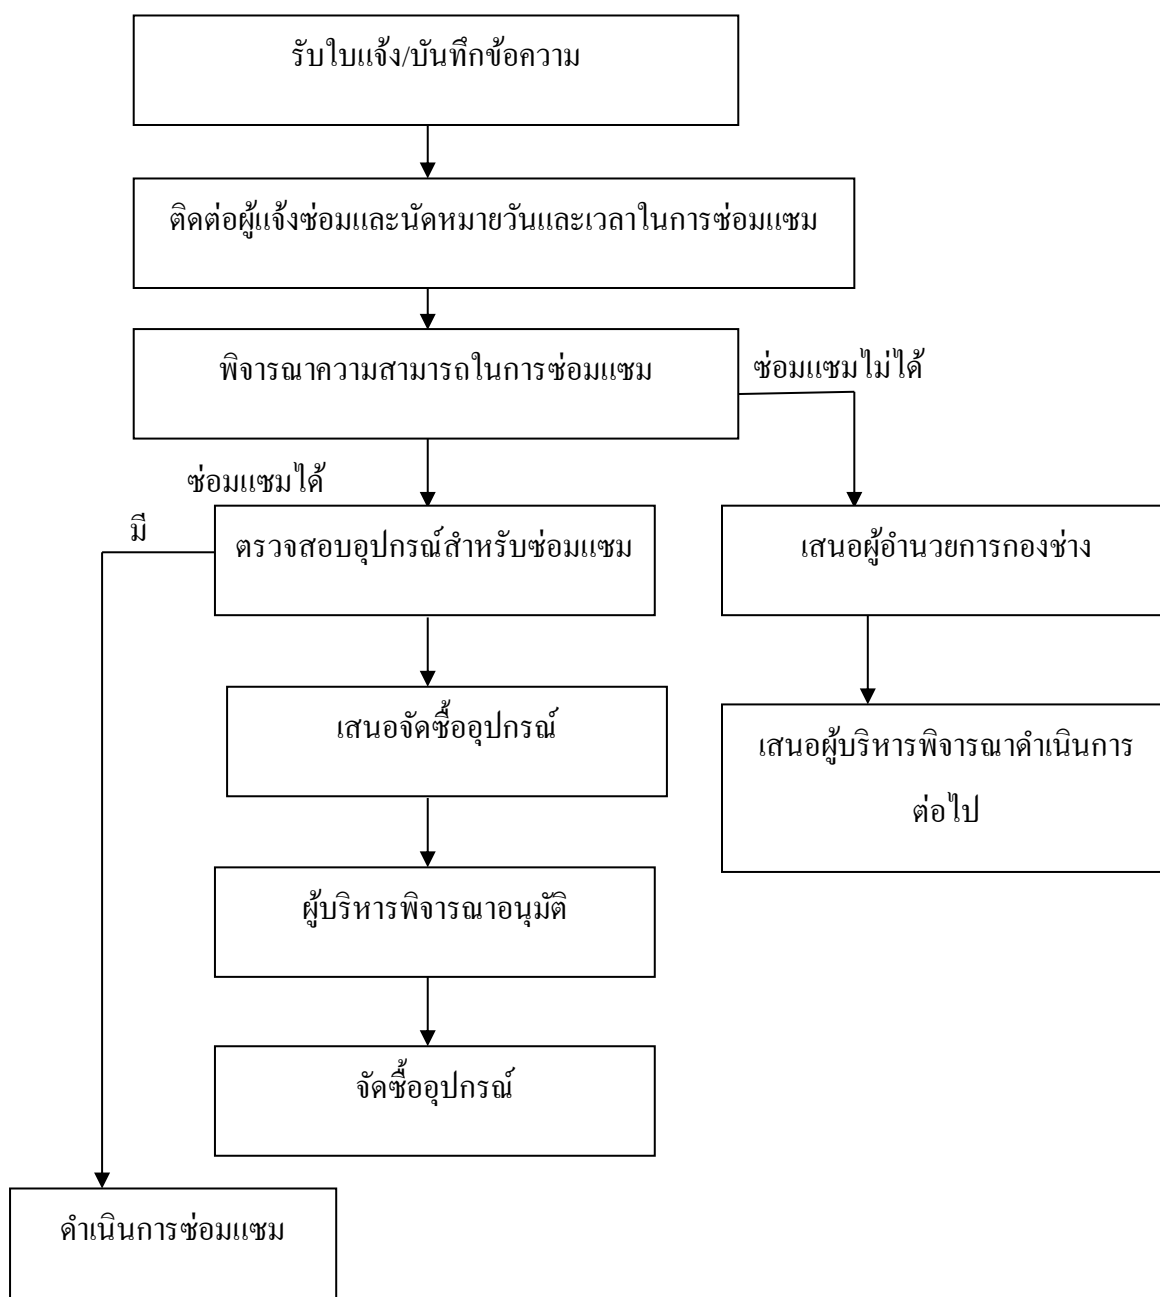 รับใบแจ้ง/บันทึกข้อความ
ติดต่อผู้แจ้งซ่อมและนัดหมายวันและเวลาในการซ่อมแซม
พิจารณาความสามารถในการซ่อมแซม
ซ่อมแซมไม่ได้
ซ่อมแซมได้
มี
ตรวจสอบอุปกรณ์สำหรับซ่อมแซม
เสนอผู้อำนวยการกองช่าง
เสนอจัดซื้ออุปกรณ์
เสนอผู้บริหารพิจารณาดำเนินการ
ต่อไป
ผู้บริหารพิจารณาอนุมัติ
จัดซื้ออุปกรณ์
ดำเนินการซ่อมแซม